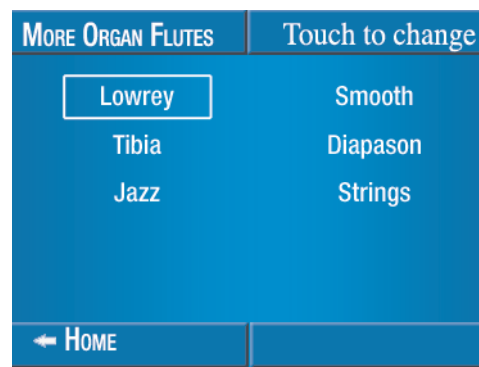 More Organ Flutes Touch to change
Lowrey Smooth
Tibia Diapason
Jazz Strings
← Home